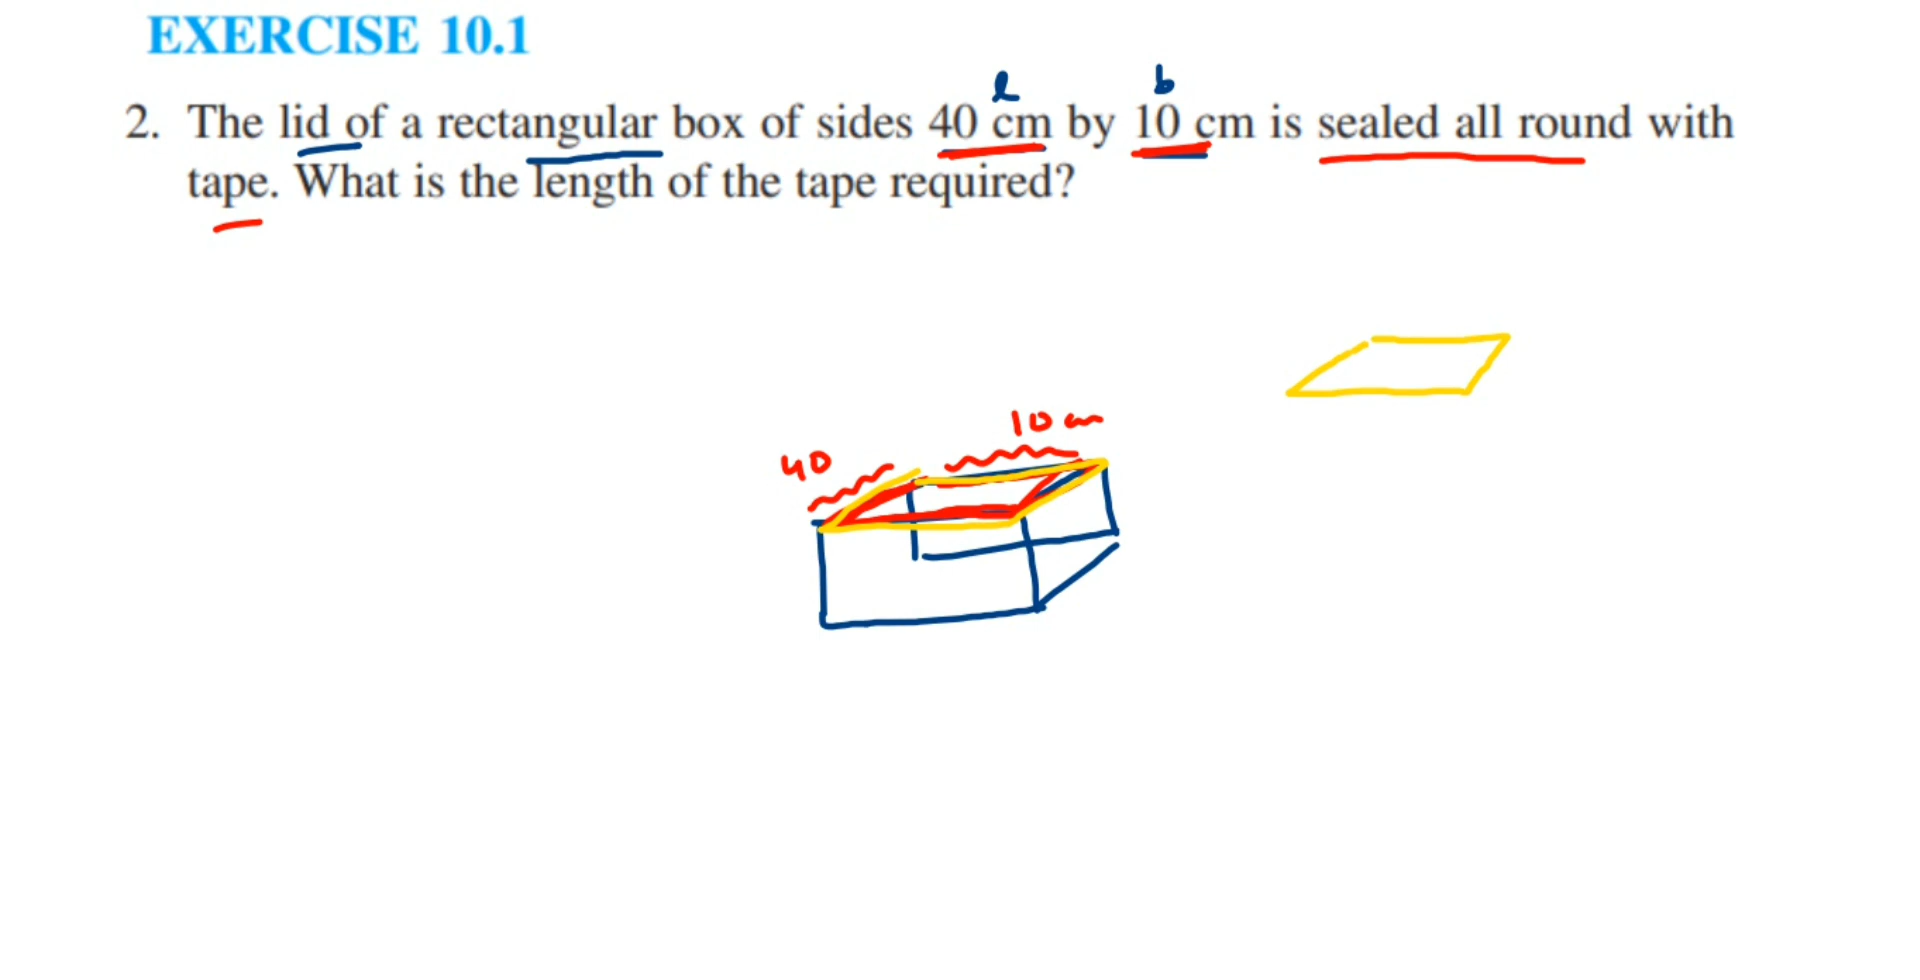 EXERCISE 10.1
l b
2. The lid of a rectangular box of sides 40 cm by 10 cm is sealed all round with
tape. What is the length of the tape required?
10 cm
40